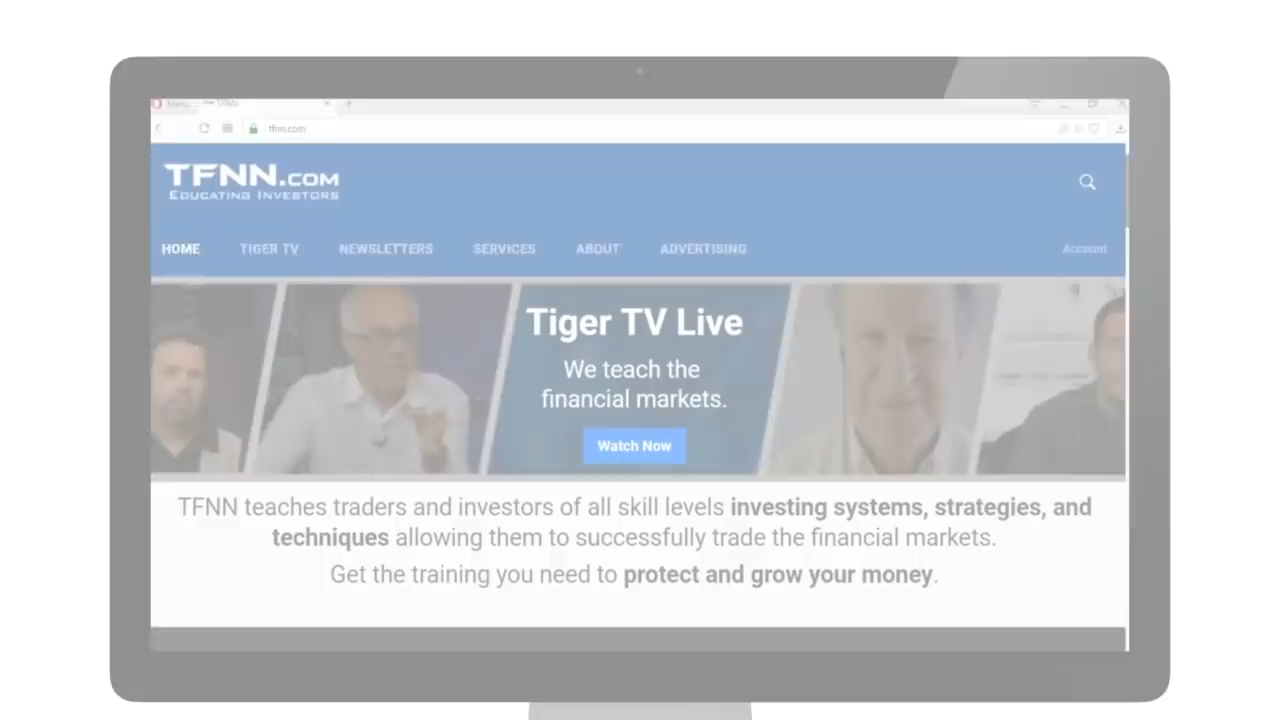 tfnn.com
TFNN.COM
EDUCATING INVESTORS
HOME TIGER TV NEWSLETTERS SERVICES ABOUT ADVERTISING Account
Tiger TV Live
We teach the
financial markets.
Watch Now
TFNN teaches traders and investors of all skill levels investing systems, strategies, and
techniques allowing them to successfully trade the financial markets.
Get the training you need to protect and grow your money.